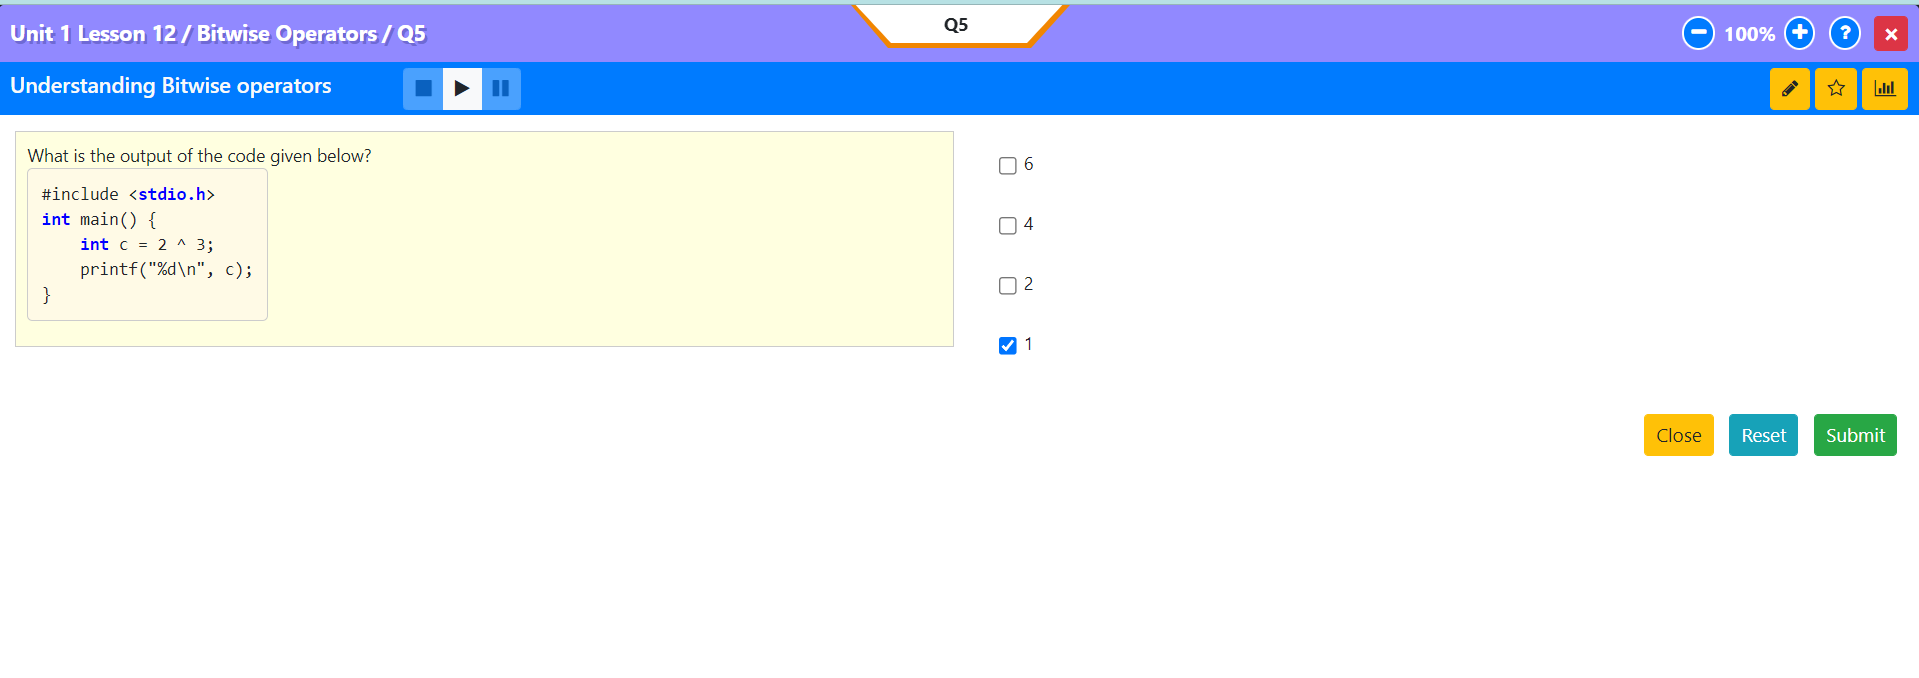 Unit 1 Lesson 12 / Bitwise Operators / Q5
Q5
100%
?
Understanding Bitwise operators
What is the output of the code given below?
#include <stdio.h>
int main() {
    int c = 2 ^ 3;
    printf("%d\n", c);
}
6
4
2
1
Close
Reset
Submit